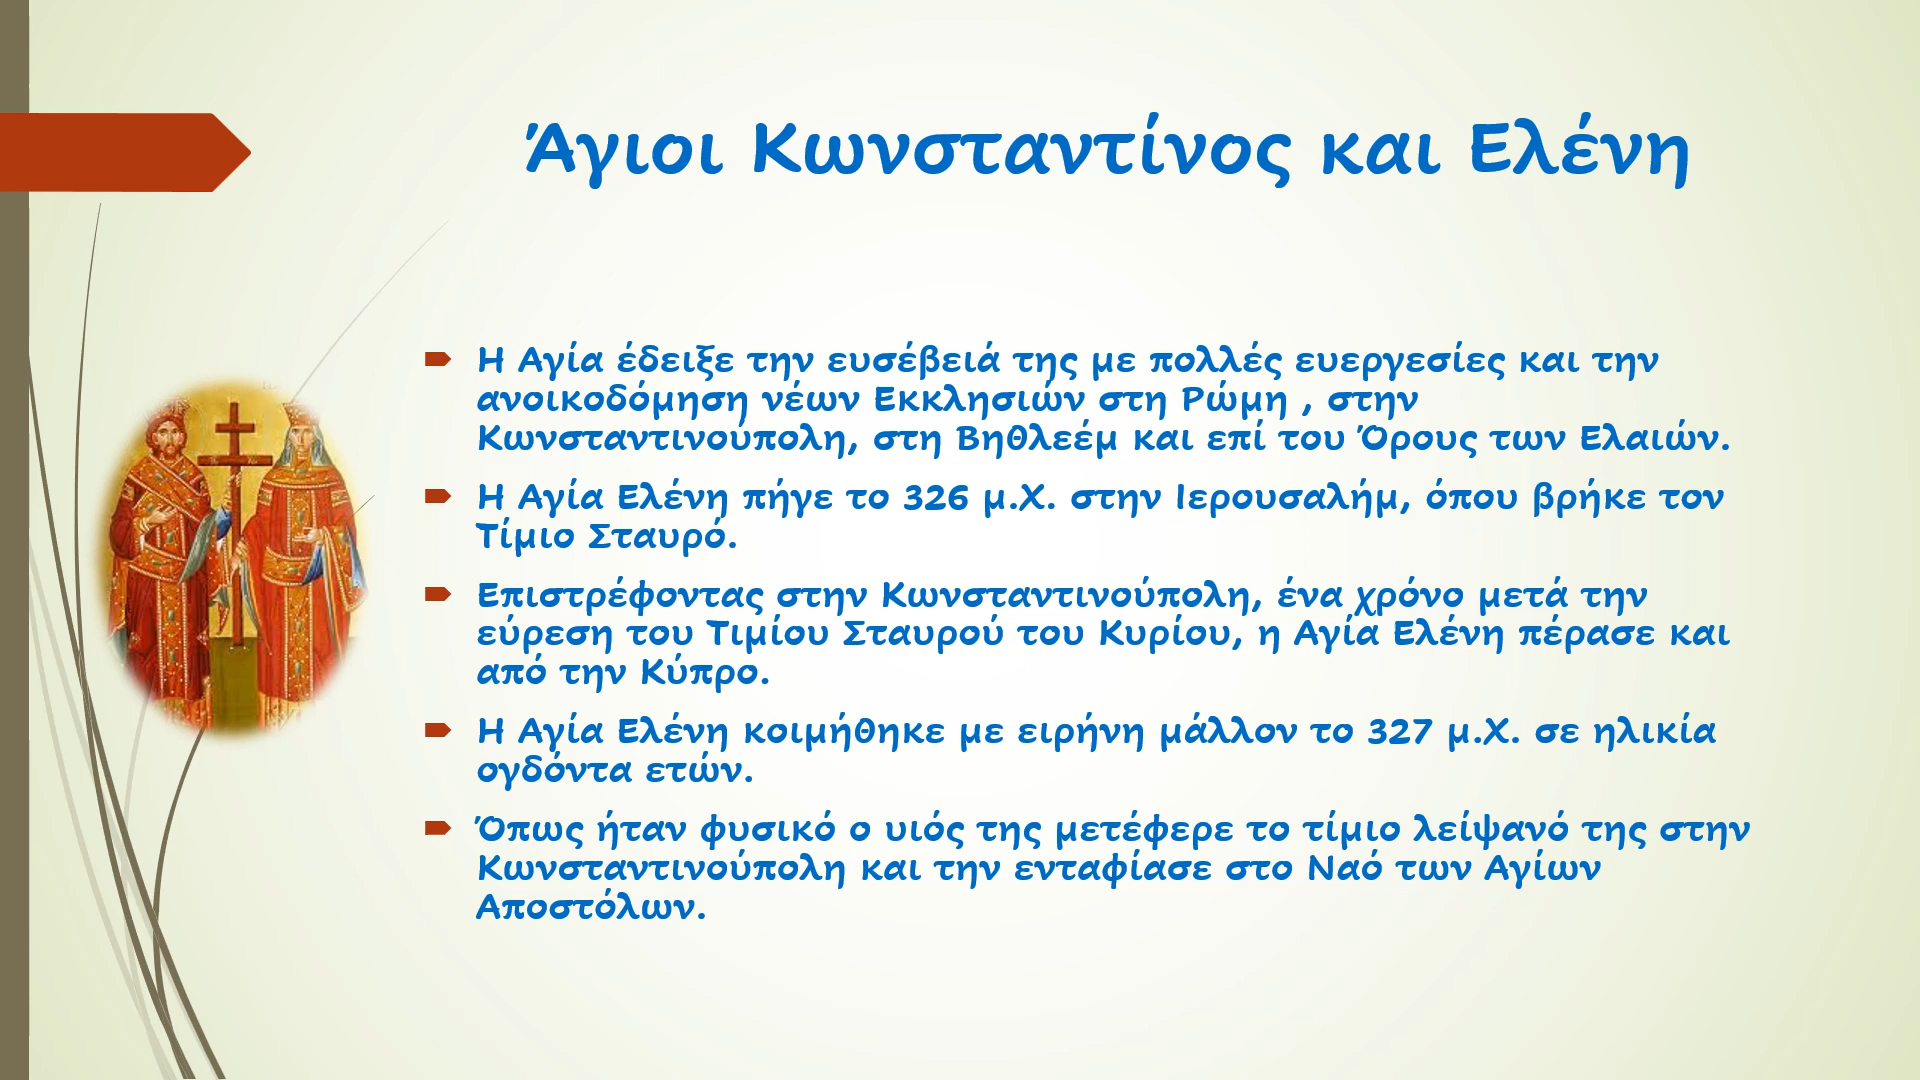 Άγιοι Κωνσταντίνος και Ελένη
Η Αγία έδειξε την ευσέβειά της με πολλές ευεργεσίες και την
ανοικοδόμηση νέων Εκκλησιών στη Ρώμη , στην
Κωνσταντινούπολη, στη Βηθλεέμ και επί του Όρους των Ελαιών.
Η Αγία Ελένη πήγε το 326 μ.Χ. στην Ιερουσαλήμ, όπου βρήκε τον
Τίμιο Σταυρό.
Επιστρέφοντας στην Κωνσταντινούπολη, ένα χρόνο μετά την
εύρεση του Τιμίου Σταυρού του Κυρίου, η Αγία Ελένη πέρασε και
από την Κύπρο.
Η Αγία Ελένη κοιμήθηκε με ειρήνη μάλλον το 327 μ.Χ. σε ηλικία
ογδόντα ετών.
Όπως ήταν φυσικό ο υιός της μετέφερε το τίμιο λείψανό της στην
Κωνσταντινούπολη και την ενταφίασε στο Ναό των Αγίων
Αποστόλων.